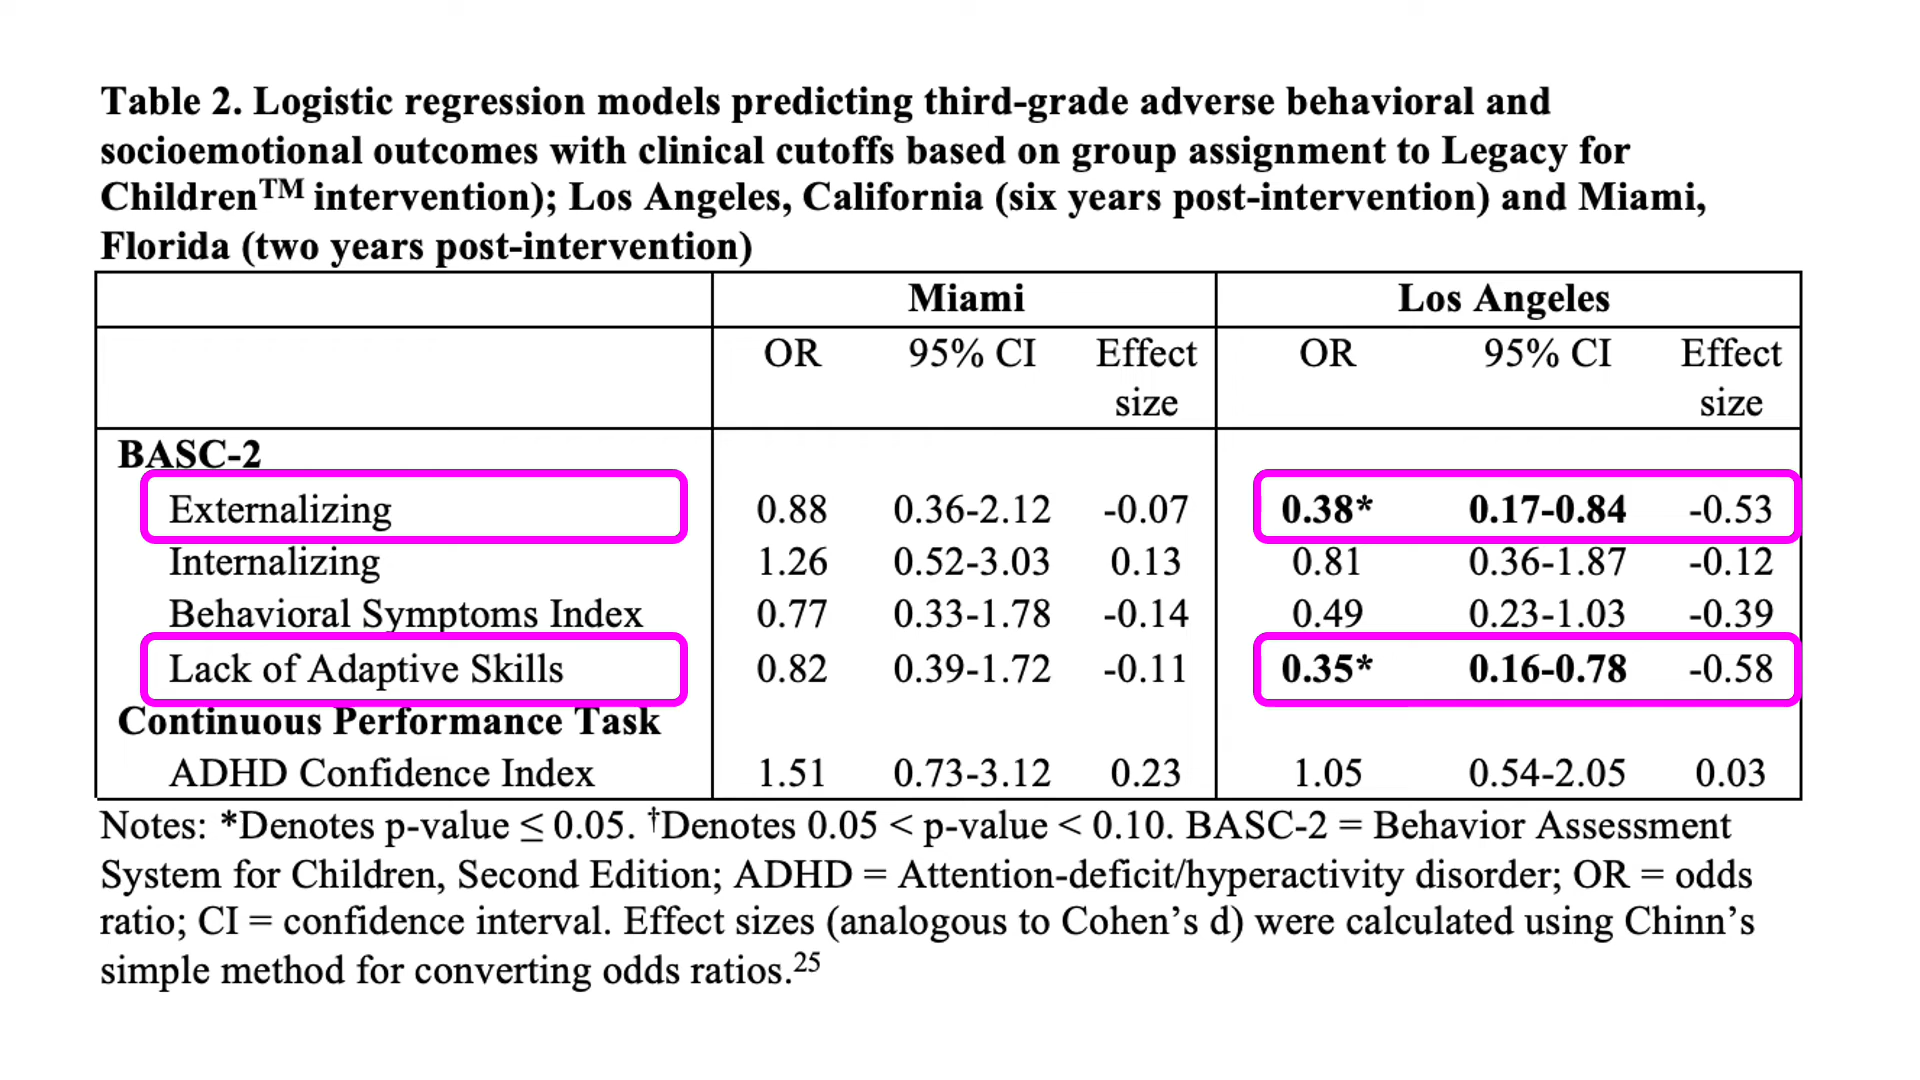 Table 2. Logistic regression models predicting third-grade adverse behavioral and
socioemotional outcomes with clinical cutoffs based on group assignment to Legacy for
Children™ intervention); Los Angeles, California (six years post-intervention) and Miami,
Florida (two years post-intervention)
Miami Los Angeles
OR 95% CI Effect size OR 95% CI Effect size
BASC-2
Externalizing 0.88 0.36-2.12 -0.07 0.38* 0.17-0.84 -0.53
Internalizing 1.26 0.52-3.03 0.13 0.81 0.36-1.87 -0.12
Behavioral Symptoms Index 0.77 0.33-1.78 -0.14 0.49 0.23-1.03 -0.39
Lack of Adaptive Skills 0.82 0.39-1.72 -0.11 0.35* 0.16-0.78 -0.58
Continuous Performance Task
ADHD Confidence Index 1.51 0.73-3.12 0.23 1.05 0.54-2.05 0.03
Notes: *Denotes p-value ≤ 0.05. †Denotes 0.05 < p-value < 0.10. BASC-2 = Behavior Assessment
System for Children, Second Edition; ADHD = Attention-deficit/hyperactivity disorder; OR = odds
ratio; CI = confidence interval. Effect sizes (analogous to Cohen’s d) were calculated using Chinn’s
simple method for converting odds ratios.25